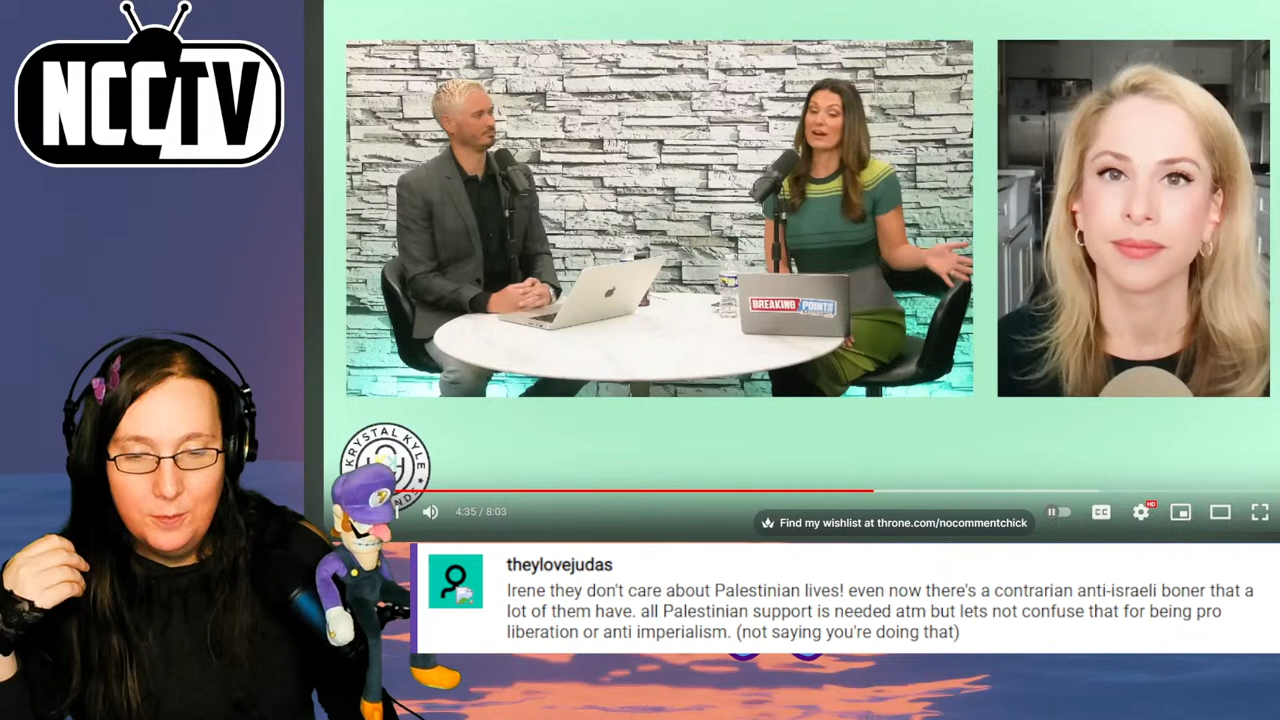 NCCTV
BREAKING POINTS
KRYSTAL KYLE
NDS
4:35 / 8:03
Find my wishlist at throne.com/nocommentchick
CC
HD
theylovejudas
Irene they don't care about Palestinian lives! even now there's a contrarian anti-israeli boner that a
lot of them have. all Palestinian support is needed atm but lets not confuse that for being pro
liberation or anti imperialism. (not saying you're doing that)